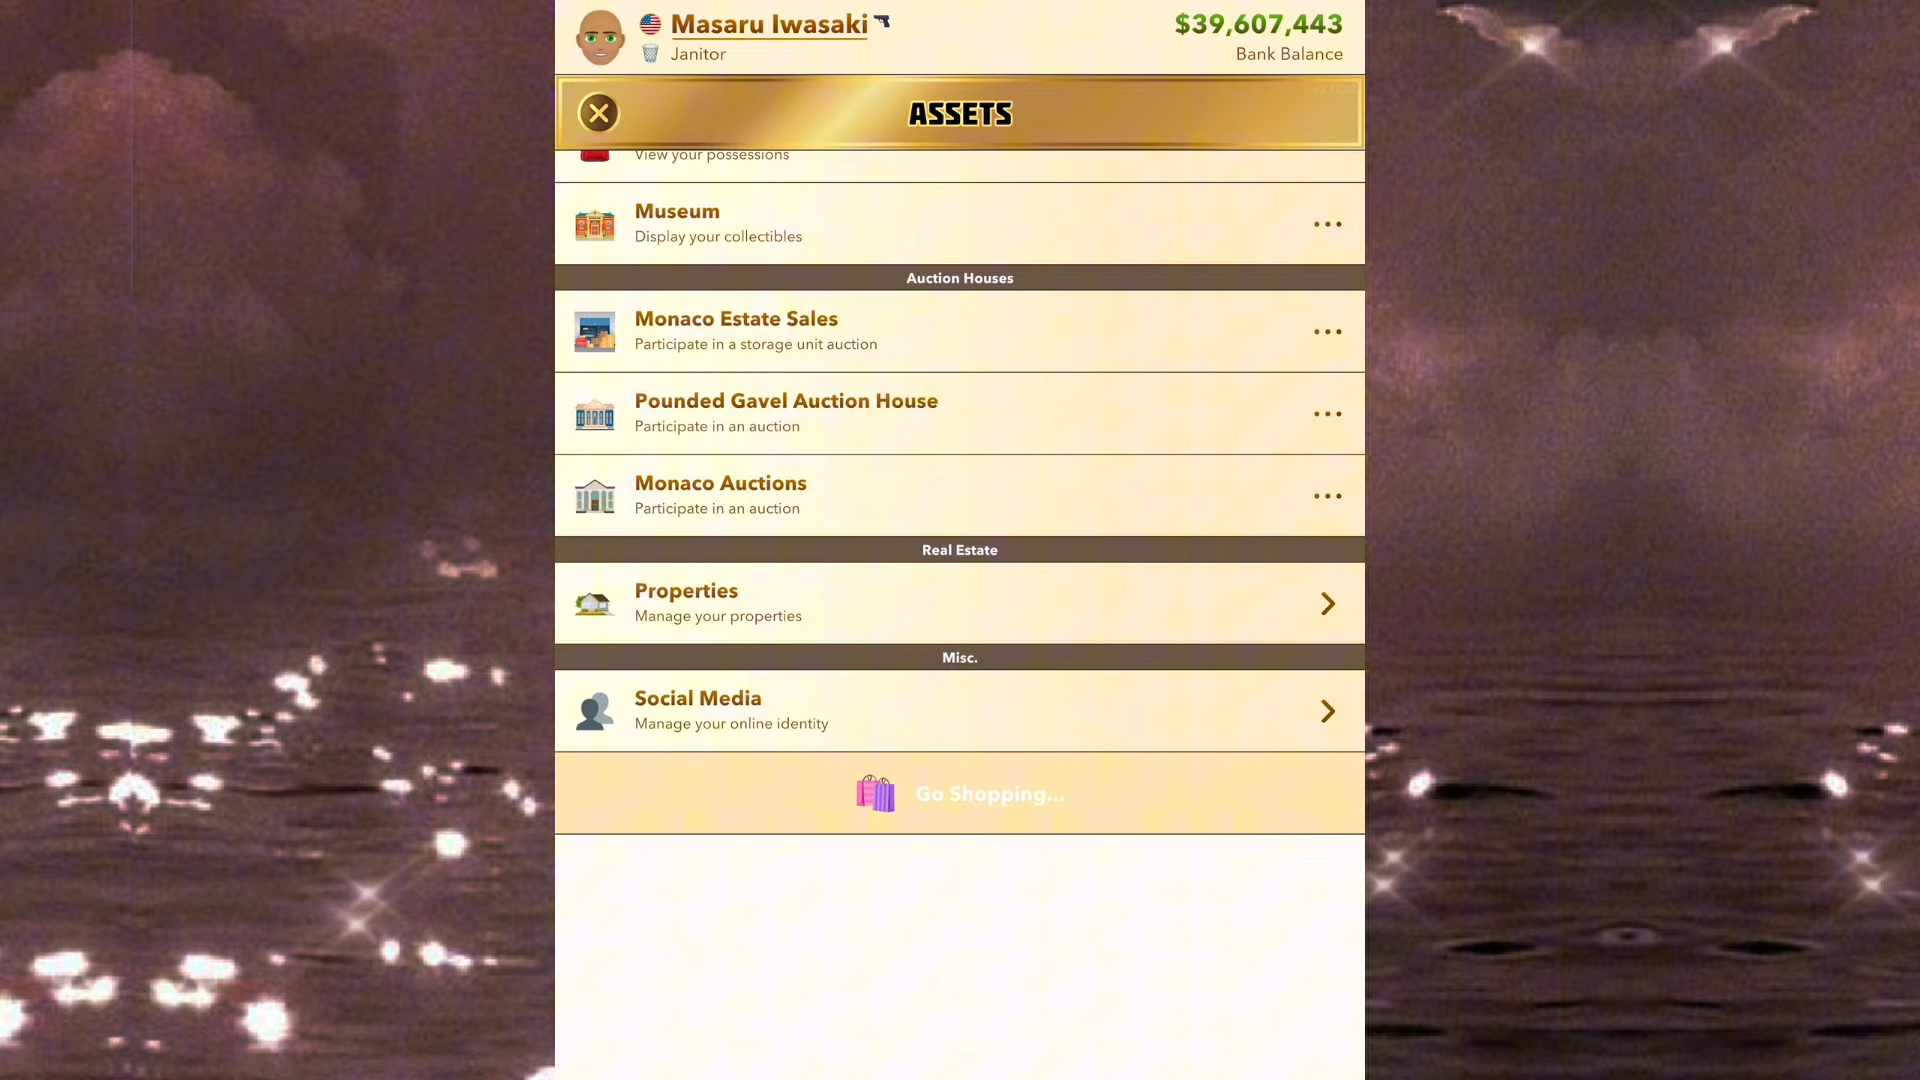 Masaru Iwasaki
$39,607,443
Janitor
Bank Balance
ASSETS
View your possessions
Museum
Display your collectibles
Auction Houses
Monaco Estate Sales
Participate in a storage unit auction
Pounded Gavel Auction House
Participate in an auction
Monaco Auctions
Participate in an auction
Real Estate
Properties
Manage your properties
Misc.
Social Media
Manage your online identity
Go Shopping...